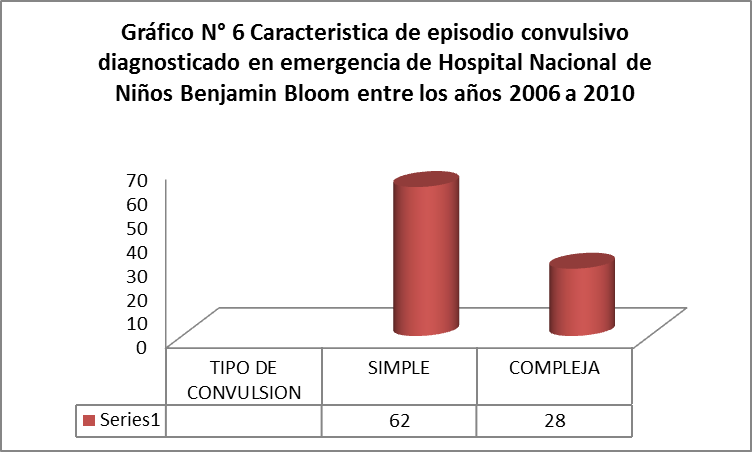 Gráfico N° 6 Caracteristica de episodio convulsivo
diagnosticado en emergencia de Hospital Nacional de
Niños Benjamin Bloom entre los años 2006 a 2010
70
60
50
40
30
20
10
0
TIPO DE
CONVULSION
SIMPLE
COMPLEJA
Series1
62
28